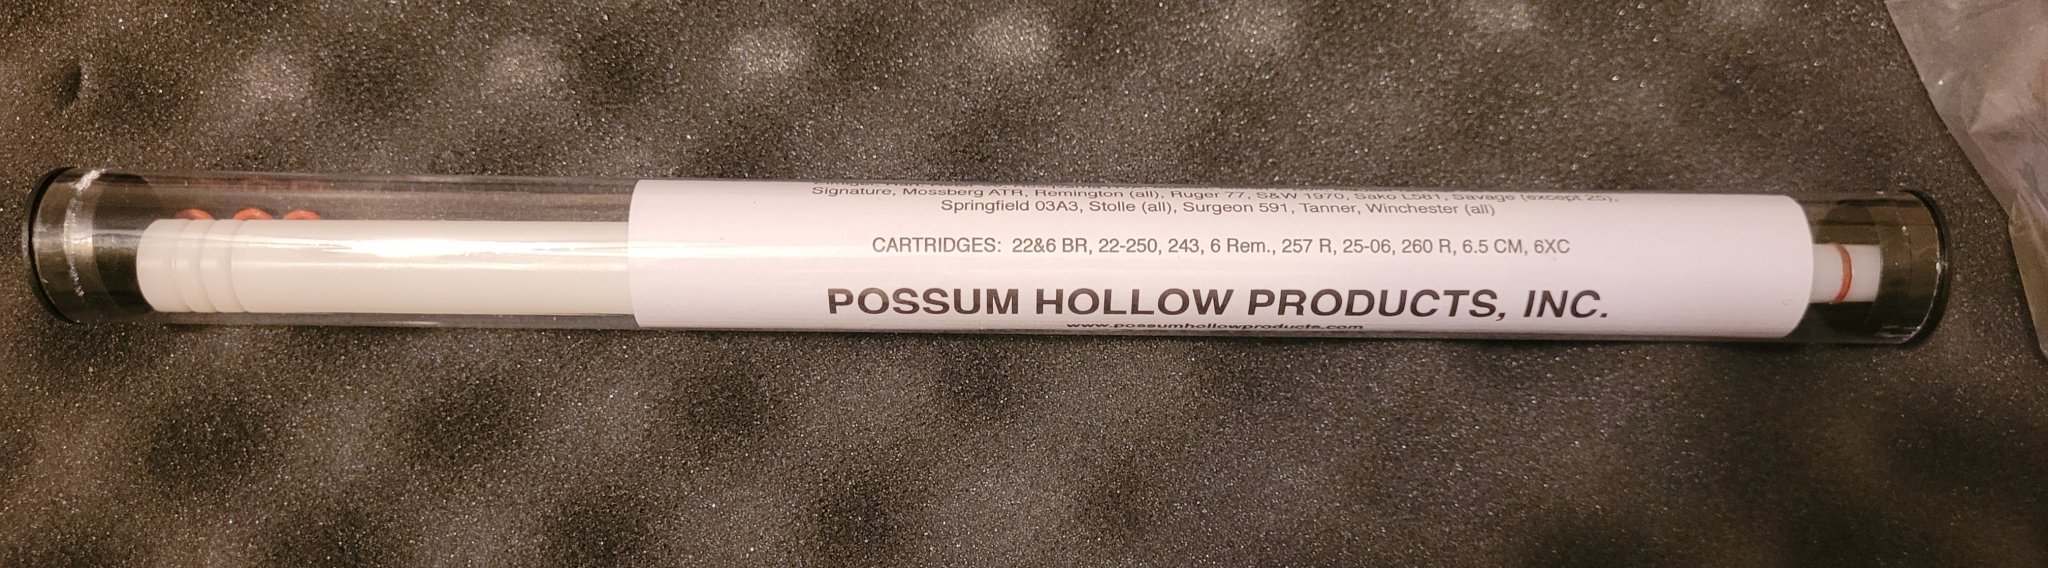 Signature, Mossberg ATR, Remington (all), Ruger 77, S&W 1970, Sako L581, Savage (except 25),
Springfield 03A3, Stolle (all), Surgeon 591, Tanner, Winchester (all)
CARTRIDGES: 22&6 BR, 22-250, 243, 6 Rem., 257 R, 25-06, 260 R, 6.5 CM, 6XC
POSSUM HOLLOW PRODUCTS, INC.
www.possumhollowproducts.com